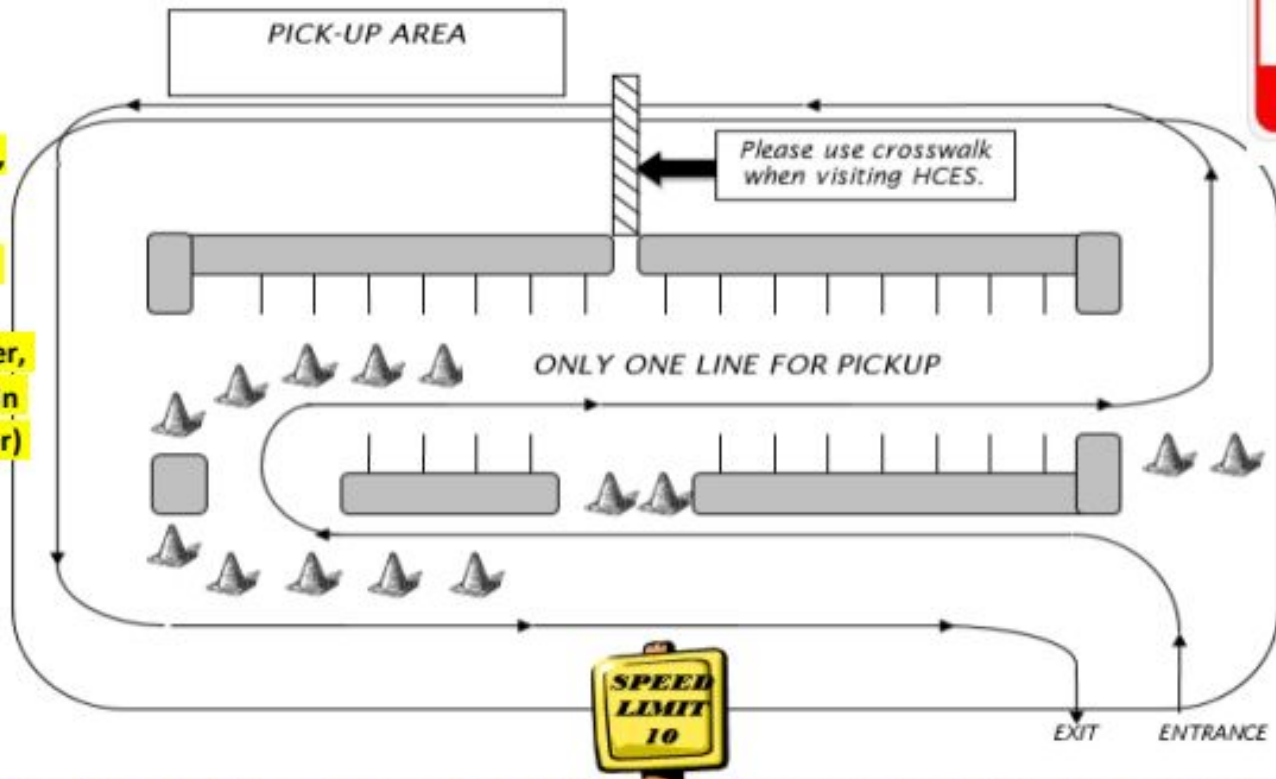 PICK-UP AREA
Please use crosswalk
when visiting HCES.
ONLY ONE LINE FOR PICKUP
SPEED
LIMIT
10
EXIT
ENTRANCE